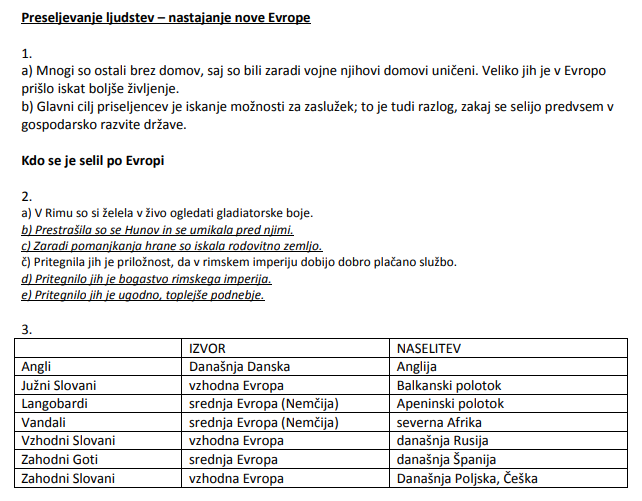 Preseljevanje ljudstev – nastajanje nove Evrope
1.
a) Mnogi so ostali brez domov, saj so bili zaradi vojne njihovi domovi uničeni. Veliko jih je v Evropo
prišlo iskat boljše življenje.
b) Glavni cilj priseljencev je iskanje možnosti za zaslužek; to je tudi razlog, zakaj se selijo predvsem v
gospodarsko razvite države.
Kdo se je selil po Evropi
2.
a) V Rimu so si želela v živo ogledati gladiatorske boje.
b) Prestrašila so se Hunov in se umikala pred njimi.
c) Zaradi pomanjkanja hrane so iskala rodovitno zemljo.
č) Pritegnila jih je priložnost, da v rimskem imperiju dobijo dobro plačano službo.
d) Pritegnilo jih je bogastvo rimskega imperija.
e) Pritegnilo jih je ugodno, toplejše podnebje.
3.
IZVOR NASELITEV
Angli Današnja Danska Anglija
Južni Slovani vzhodna Evropa Balkanski polotok
Langobardi srednja Evropa (Nemčija) Apeninski polotok
Vandali srednja Evropa (Nemčija) severna Afrika
Vzhodni Slovani vzhodna Evropa današnja Rusija
Zahodni Goti srednja Evropa današnja Španija
Zahodni Slovani vzhodna Evropa Današnja Poljska, Češka